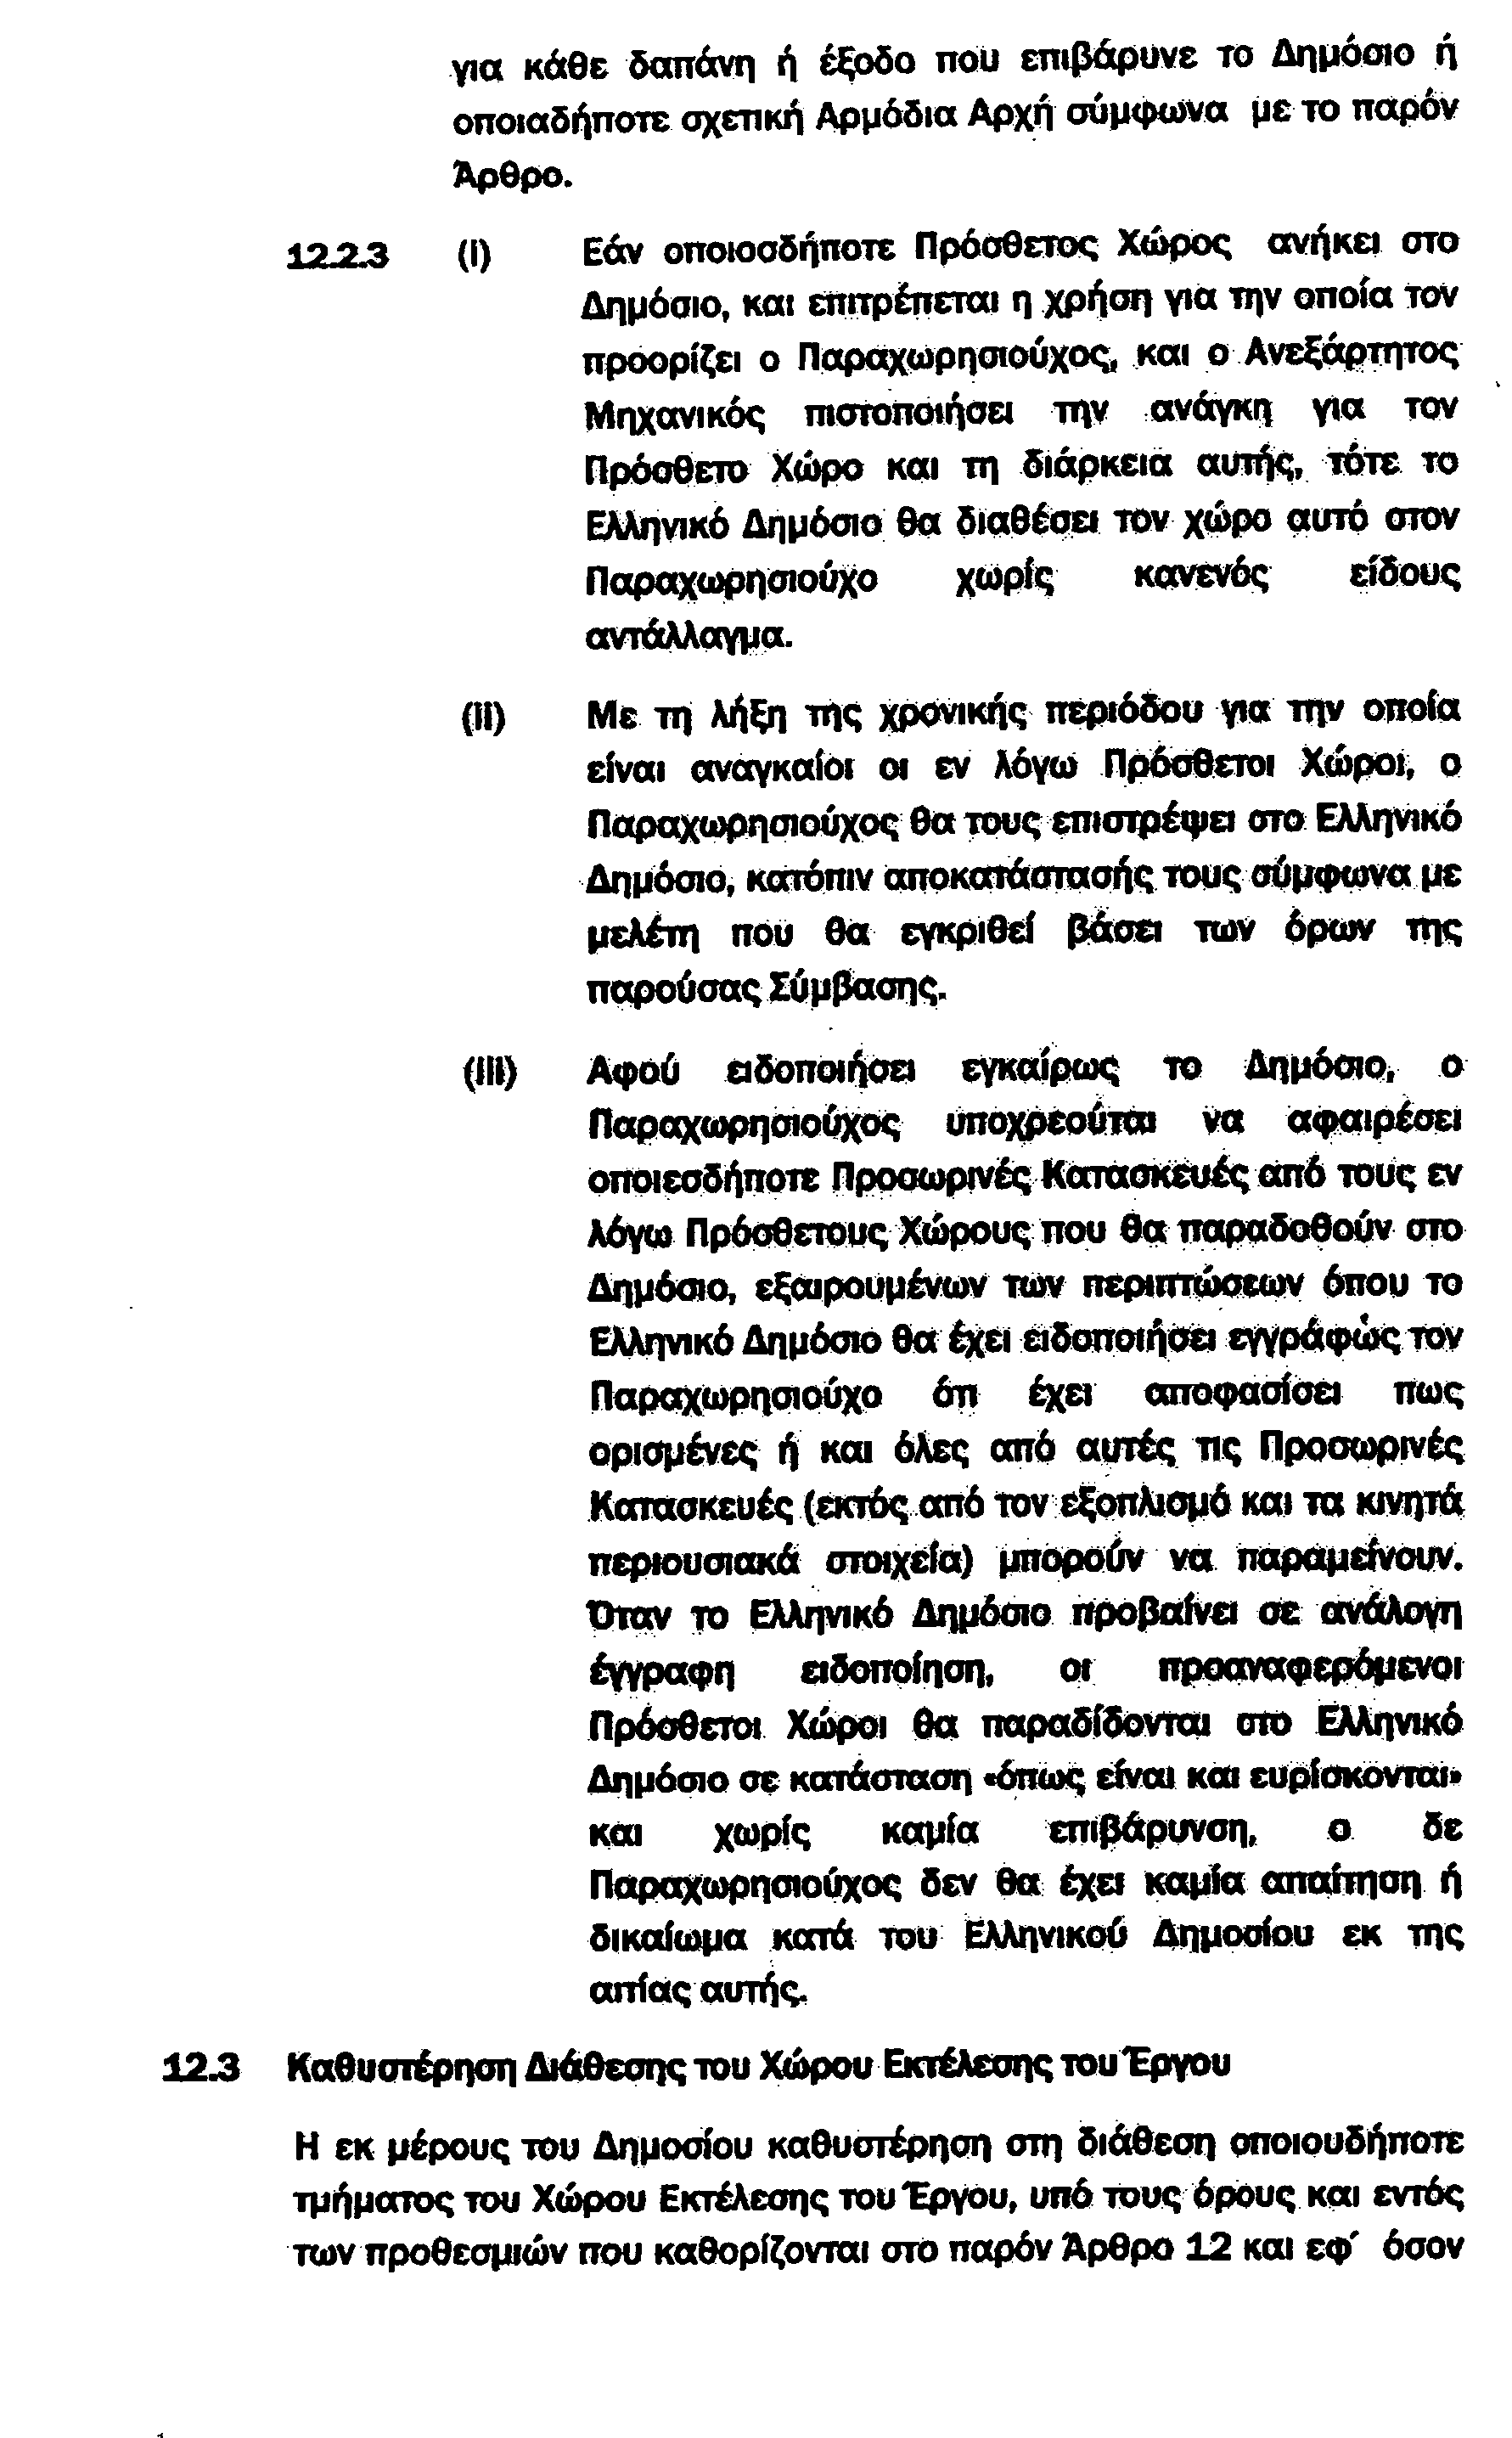 για κάθε δαπάνη ή έξοδο που επιβάρυνε το Δημόσιο ή
οποιαδήποτε σχετική Αρμόδια Αρχή σύμφωνα με το παρόν
Άρθρο.
12.2.3 (i) Εάν οποιοσδήποτε Πρόσθετος Χώρος ανήκει στο
Δημόσιο, και επιτρέπεται η χρήση για την οποία τον
προορίζει ο Παραχωρησιούχος, και ο Ανεξάρτητος
Μηχανικός πιστοποιήσει την ανάγκη για τον
Πρόσθετο Χώρο και τη διάρκεια αυτής, τότε το
Ελληνικό Δημόσιο θα διαθέσει τον χώρο αυτό στον
Παραχωρησιούχο χωρίς κανενός είδους
αντάλλαγμα.
(ii) Με τη λήξη της χρονικής περιόδου για την οποία
είναι αναγκαίοι οι εν λόγω Πρόσθετοι Χώροι, ο
Παραχωρησιούχος θα τους επιστρέψει στο Ελληνικό
Δημόσιο, κατόπιν αποκατάστασής τους σύμφωνα με
μελέτη που θα εγκριθεί βάσει των όρων της
παρούσας Σύμβασης.
(iii) Αφού ειδοποιήσει εγκαίρως το Δημόσιο, ο
Παραχωρησιούχος υποχρεούται να αφαιρέσει
οποιεσδήποτε Προσωρινές Κατασκευές από τους εν
λόγω Πρόσθετους Χώρους που θα παραδοθούν στο
Δημόσιο, εξαιρουμένων των περιπτώσεων όπου το
Ελληνικό Δημόσιο θα έχει ειδοποιήσει εγγράφώς τον
Παραχωρησιούχο ότι έχει αποφασίσει πως
ορισμένες ή και όλες από αυτές τις Προσωρινές
Κατασκευές (εκτός από τον εξοπλισμό και τα κινητά
περιουσιακά στοιχεία) μπορούν να παραμείνουν.
Όταν το Ελληνικό Δημόσιο προβαίνει σε ανάλογη
έγγραφη ειδοποίηση, οι προαναφερόμενοι
Πρόσθετοι Χώροι θα παραδίδονται στο Ελληνικό
Δημόσιο σε κατάσταση «όπως είναι και ευρίσκονται»
και χωρίς καμία επιβάρυνση, ο δε
Παραχωρησιούχος δεν θα έχει καμία απαίτηση ή
δικαίωμα κατά του Ελληνικού Δημοσίου εκ της
αιτίας αυτής.
12.3 Καθυστέρηση Διάθεσης του Χώρου Εκτέλεσης του Έργου
Η εκ μέρους του Δημοσίου καθυστέρηση στη διάθεση οποιουδήποτε
τμήματος του Χώρου Εκτέλεσης του Έργου, υπό τους όρους και εντός
των προθεσμιών που καθορίζονται στο παρόν Άρθρο 12 και εφ' όσον